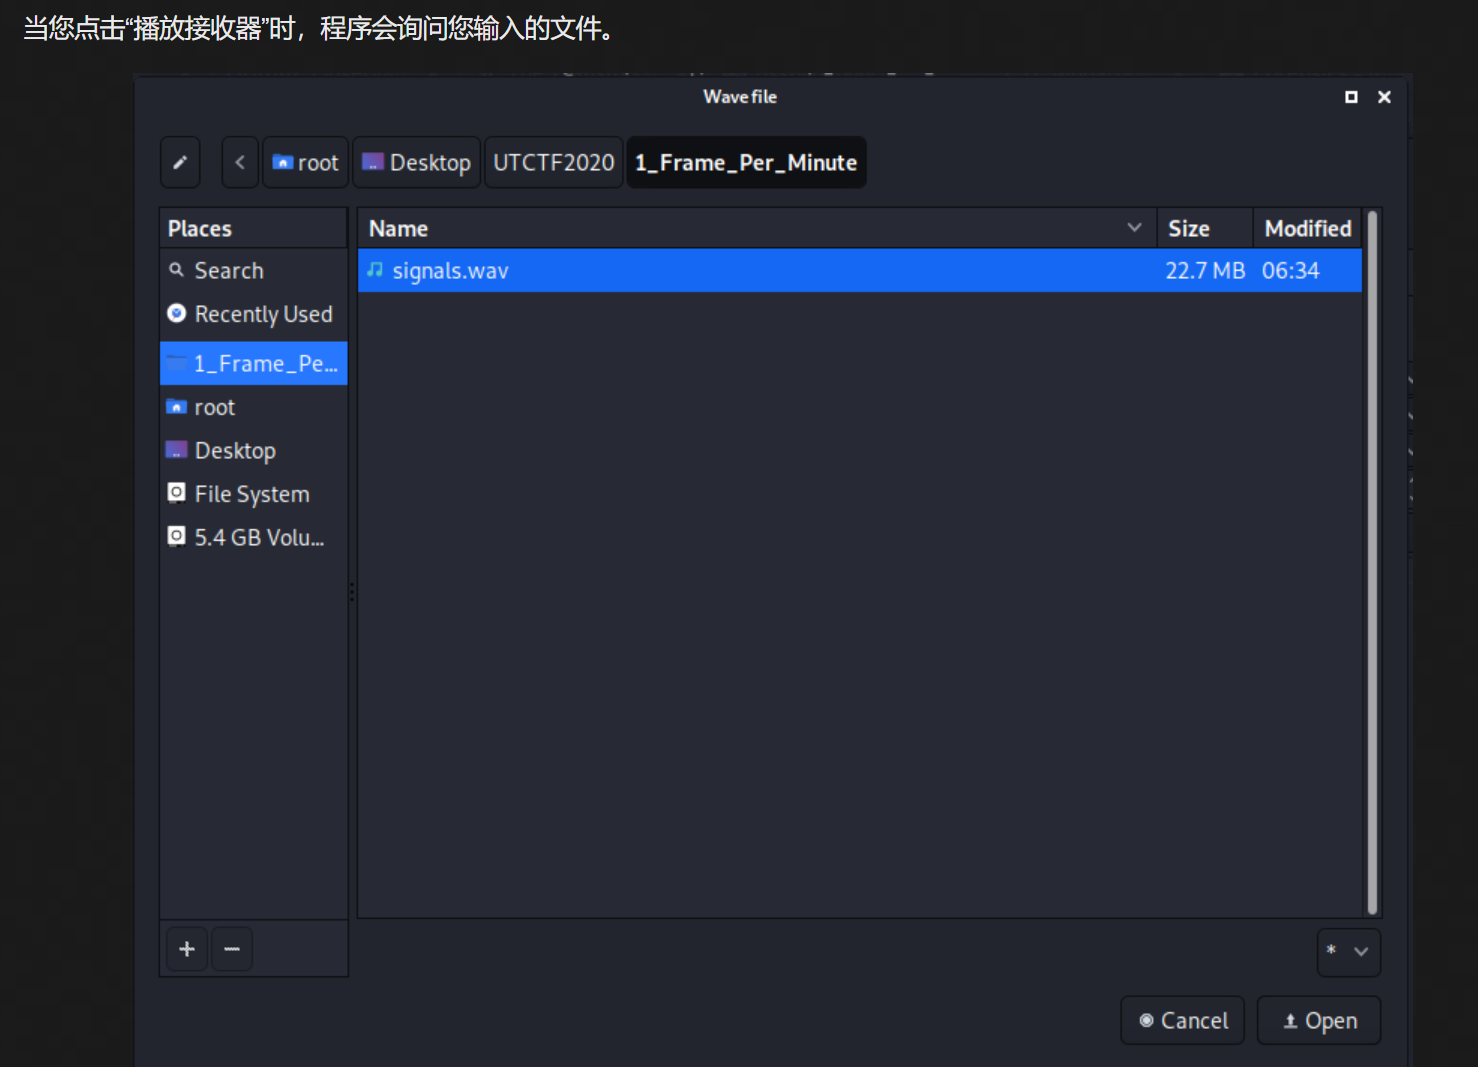 当您点击“播放接收器”时，程序会询问您输入的文件。
Wave file
root Desktop UTCTF2020 1_Frame_Per_Minute
Places
Name Size Modified
Search
signals.wav 22.7 MB 06:34
Recently Used
1_Frame_Pe...
root
Desktop
File System
5.4 GB Volu...
*
Cancel Open